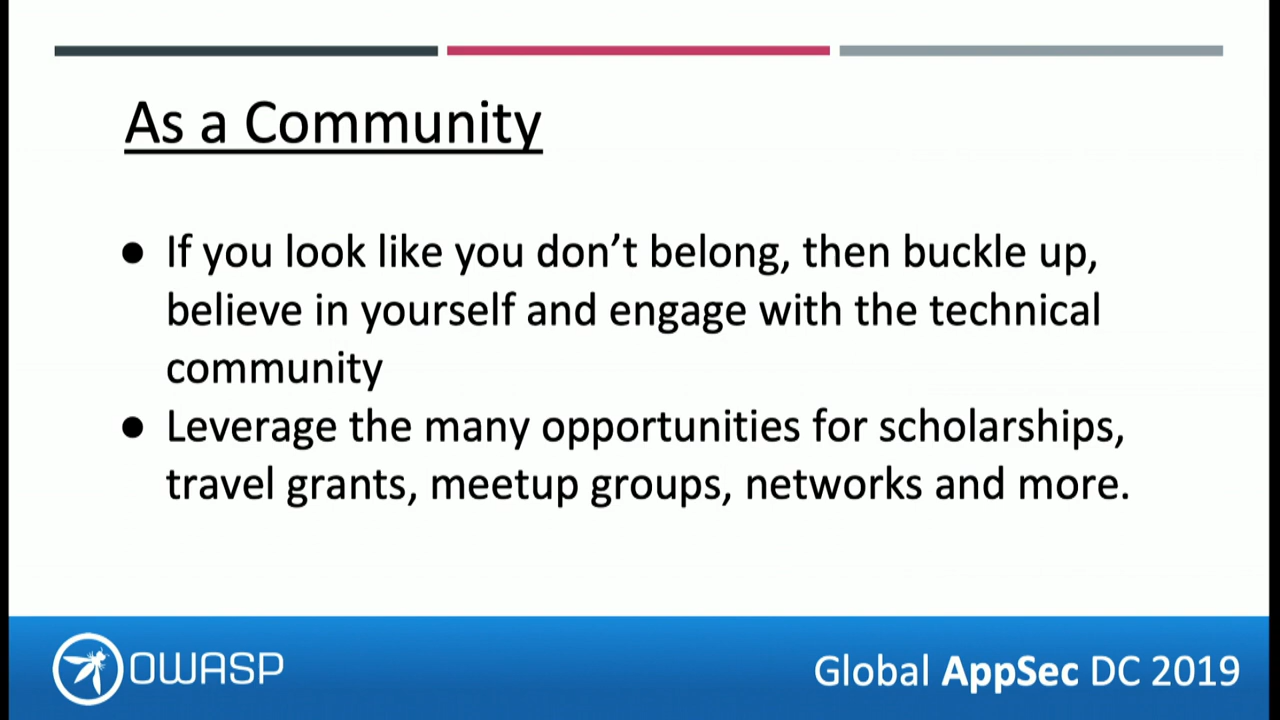 As a Community
● If you look like you don’t belong, then buckle up,
believe in yourself and engage with the technical
community
● Leverage the many opportunities for scholarships,
travel grants, meetup groups, networks and more.
OWASP
Global AppSec DC 2019